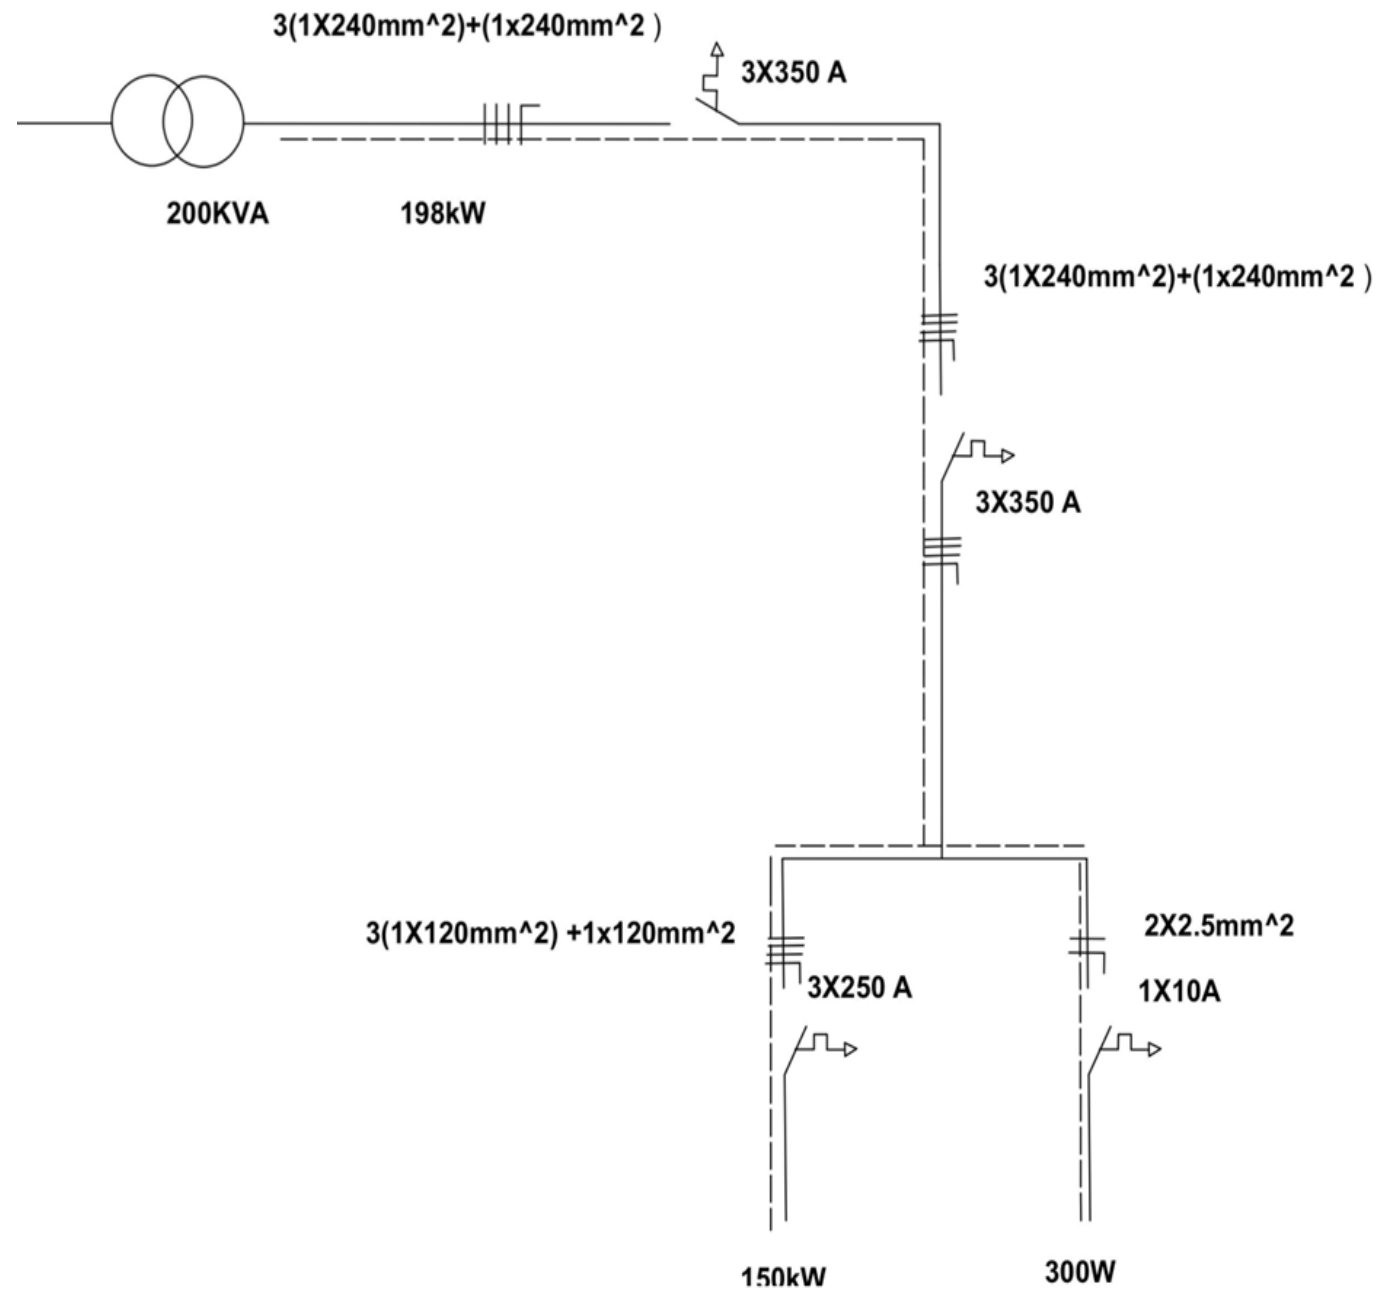 3(1X240mm^2)+(1x240mm^2 )
3X350 A
200KVA
198kW
3(1X240mm^2)+(1x240mm^2 )
3X350 A
3(1X120mm^2) +1x120mm^2
2X2.5mm^2
3X250 A
1X10A
150kW
300W